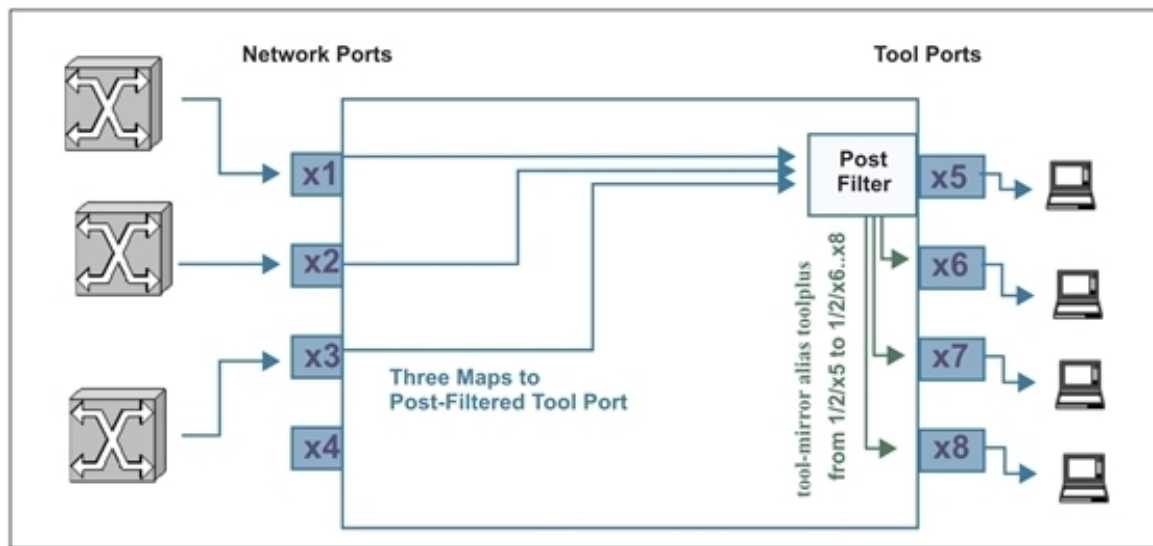 Network Ports
Tool Ports
x1
x2
x3
x4
Three Maps to
Post-Filtered Tool Port
Post
Filter
tool-mirror alias toolplus
from 1/2/x5 to 1/2/x6..x8
x5
x6
x7
x8